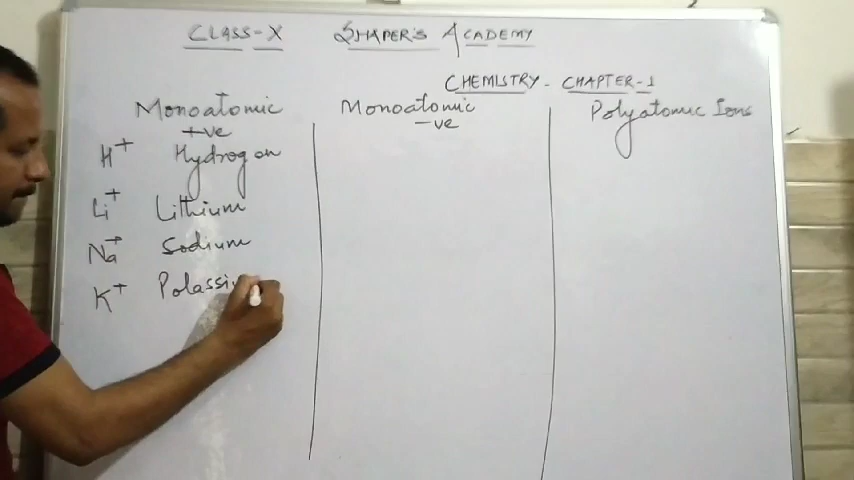 CLASS-X SHAPER'S ACADEMY
CHEMISTRY - CHAPTER-1
Monoatomic Monoatomic Polyatomic Ions
+ve -ve
H+ Hydrogen
Li+ Lithium
Na+ Sodium
K+ Potassi